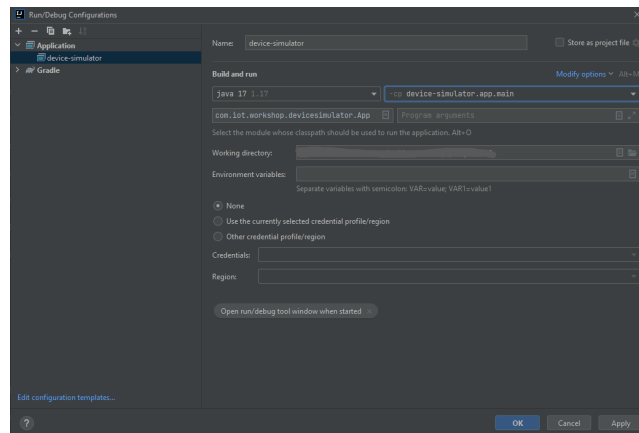 Run/Debug Configurations
Application
device-simulator
Gradle
Name:
device-simulator
Store as project file
Build and run
Modify options
Alt+M
java 17 1.17
-cp device-simulator.app.main
com.iot.workshop.devicesimulator.App
Program arguments
Select the module whose classpath should be used to run the application. Alt+O
Working directory:
Environment variables:
Separate variables with semicolon: VAR=value; VAR1=value1
None
Use the currently selected credential profile/region
Other credential profile/region
Credentials:
Region:
Open run/debug tool window when started
Edit configuration templates...
?
OK
Cancel
Apply